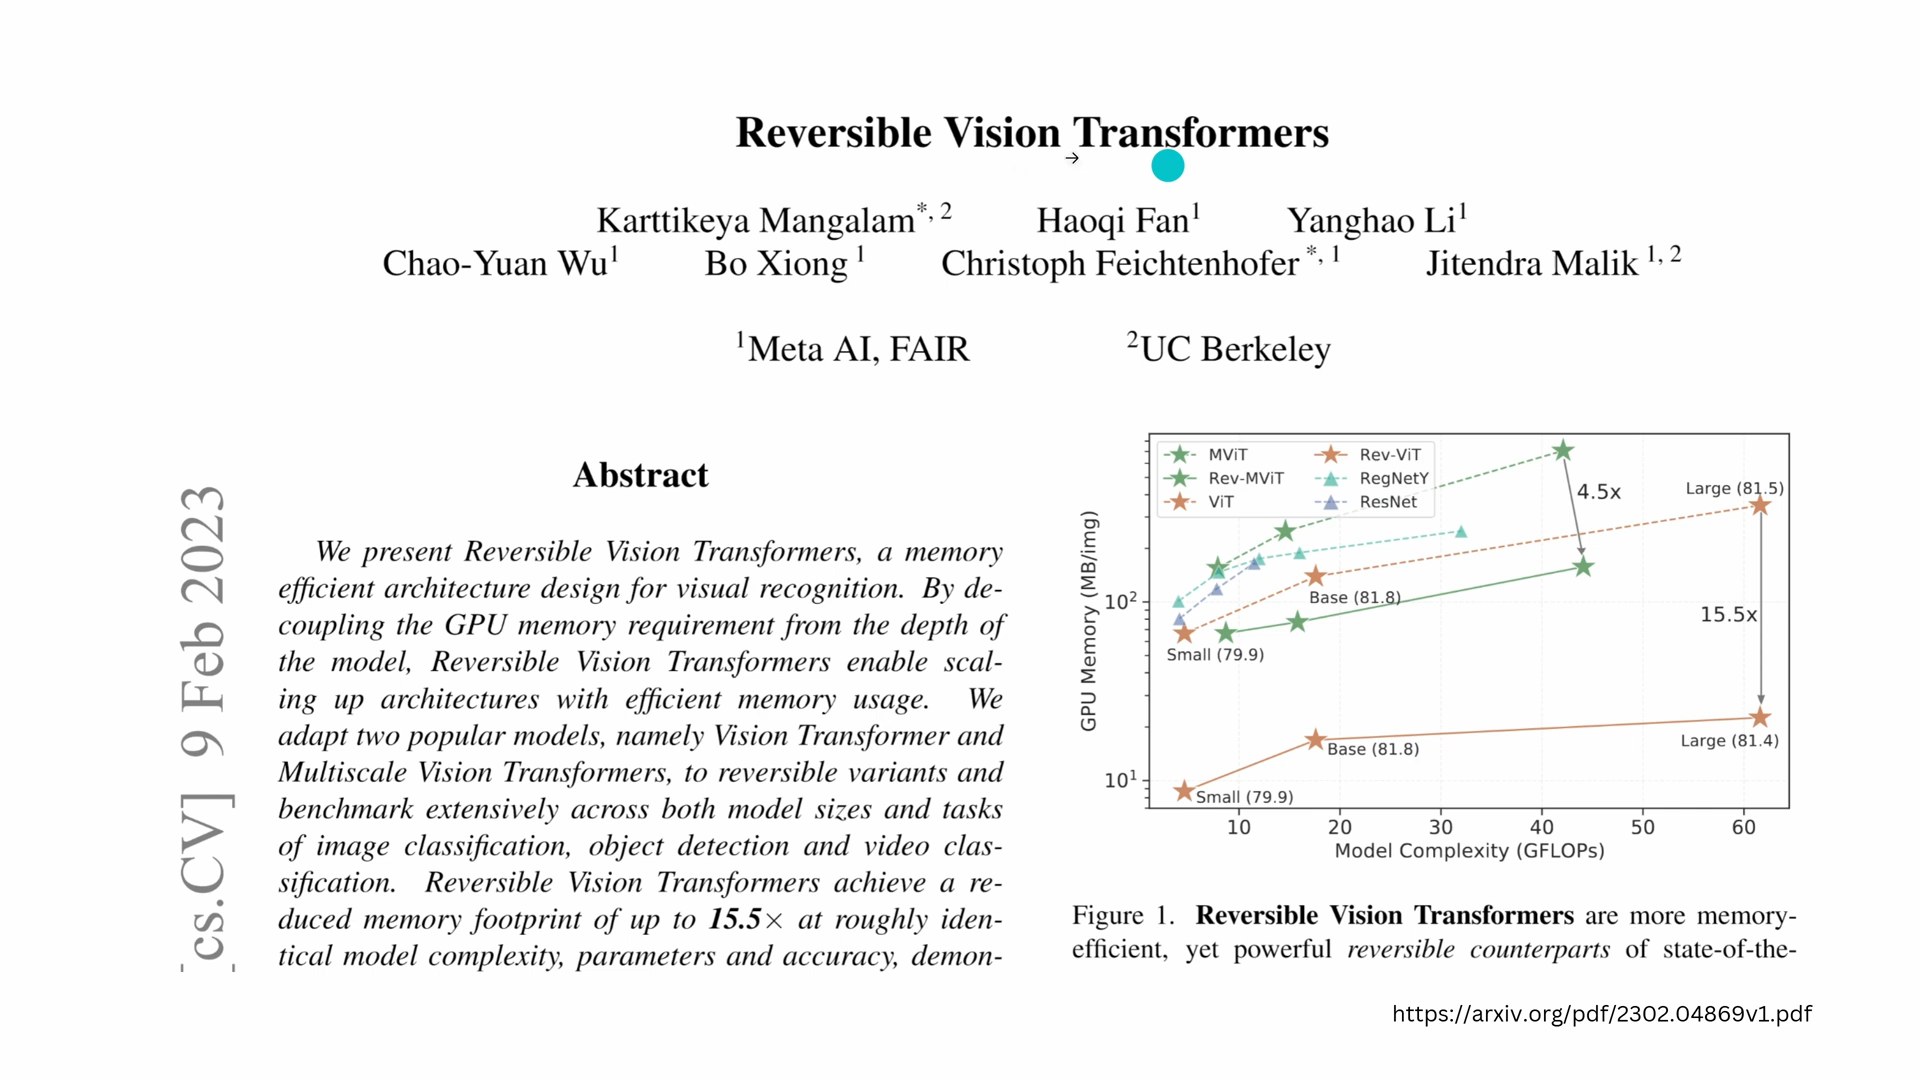 Reversible Vision Transformers
Karttikeya Mangalam*, 2 Haoqi Fan1 Yanghao Li1
Chao-Yuan Wu1 Bo Xiong 1 Christoph Feichtenhofer *, 1 Jitendra Malik 1, 2
1Meta AI, FAIR 2UC Berkeley
[cs.CV] 9 Feb 2023
Abstract
We present Reversible Vision Transformers, a memory
efficient architecture design for visual recognition. By de-
coupling the GPU memory requirement from the depth of
the model, Reversible Vision Transformers enable scal-
ing up architectures with efficient memory usage. We
adapt two popular models, namely Vision Transformer and
Multiscale Vision Transformers, to reversible variants and
benchmark extensively across both model sizes and tasks
of image classification, object detection and video clas-
sification. Reversible Vision Transformers achieve a re-
duced memory footprint of up to 15.5× at roughly iden-
tical model complexity, parameters and accuracy, demon-
MViT Rev-ViT
Rev-MViT RegNetY
ViT ResNet
4.5x
Large (81.5)
Base (81.8)
15.5x
Small (79.9)
Large (81.4)
Base (81.8)
Small (79.9)
GPU Memory (MB/img)
10²
10¹
10 20 30 40 50 60
Model Complexity (GFLOPs)
Figure 1. Reversible Vision Transformers are more memory-
efficient, yet powerful reversible counterparts of state-of-the-
https://arxiv.org/pdf/2302.04869v1.pdf